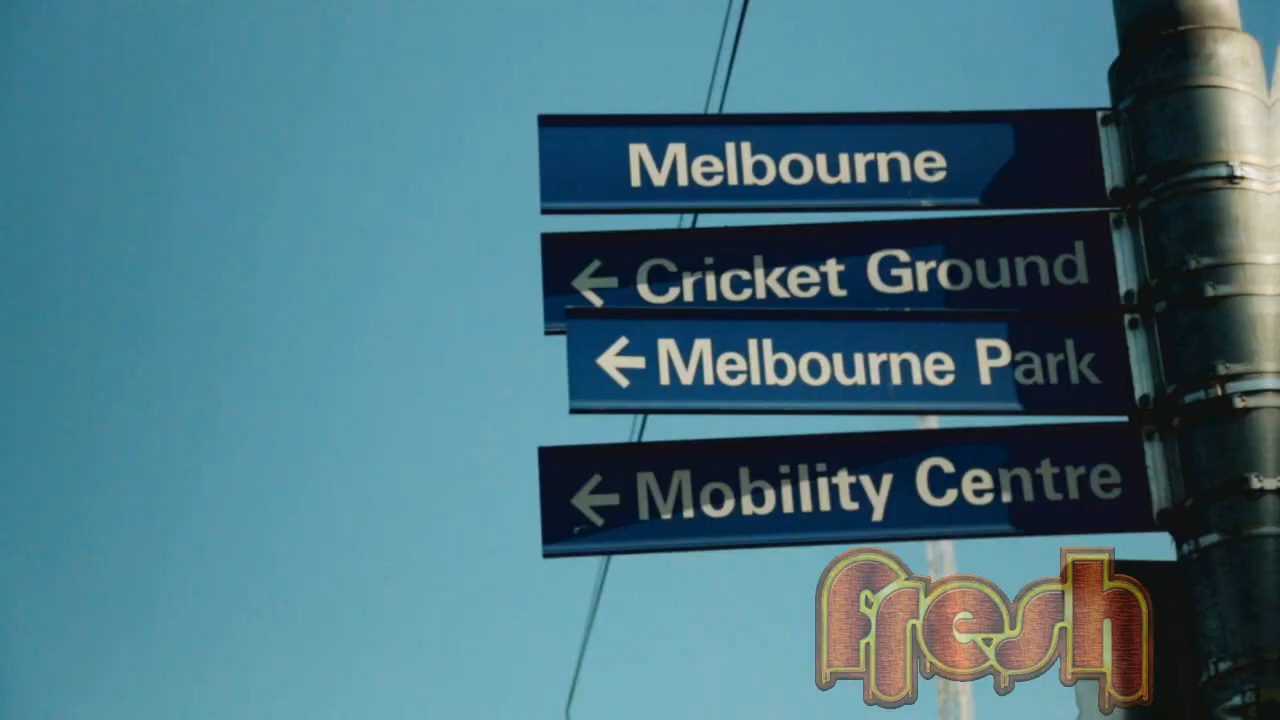 Melbourne
← Cricket Ground
← Melbourne Park
← Mobility Centre
fresh